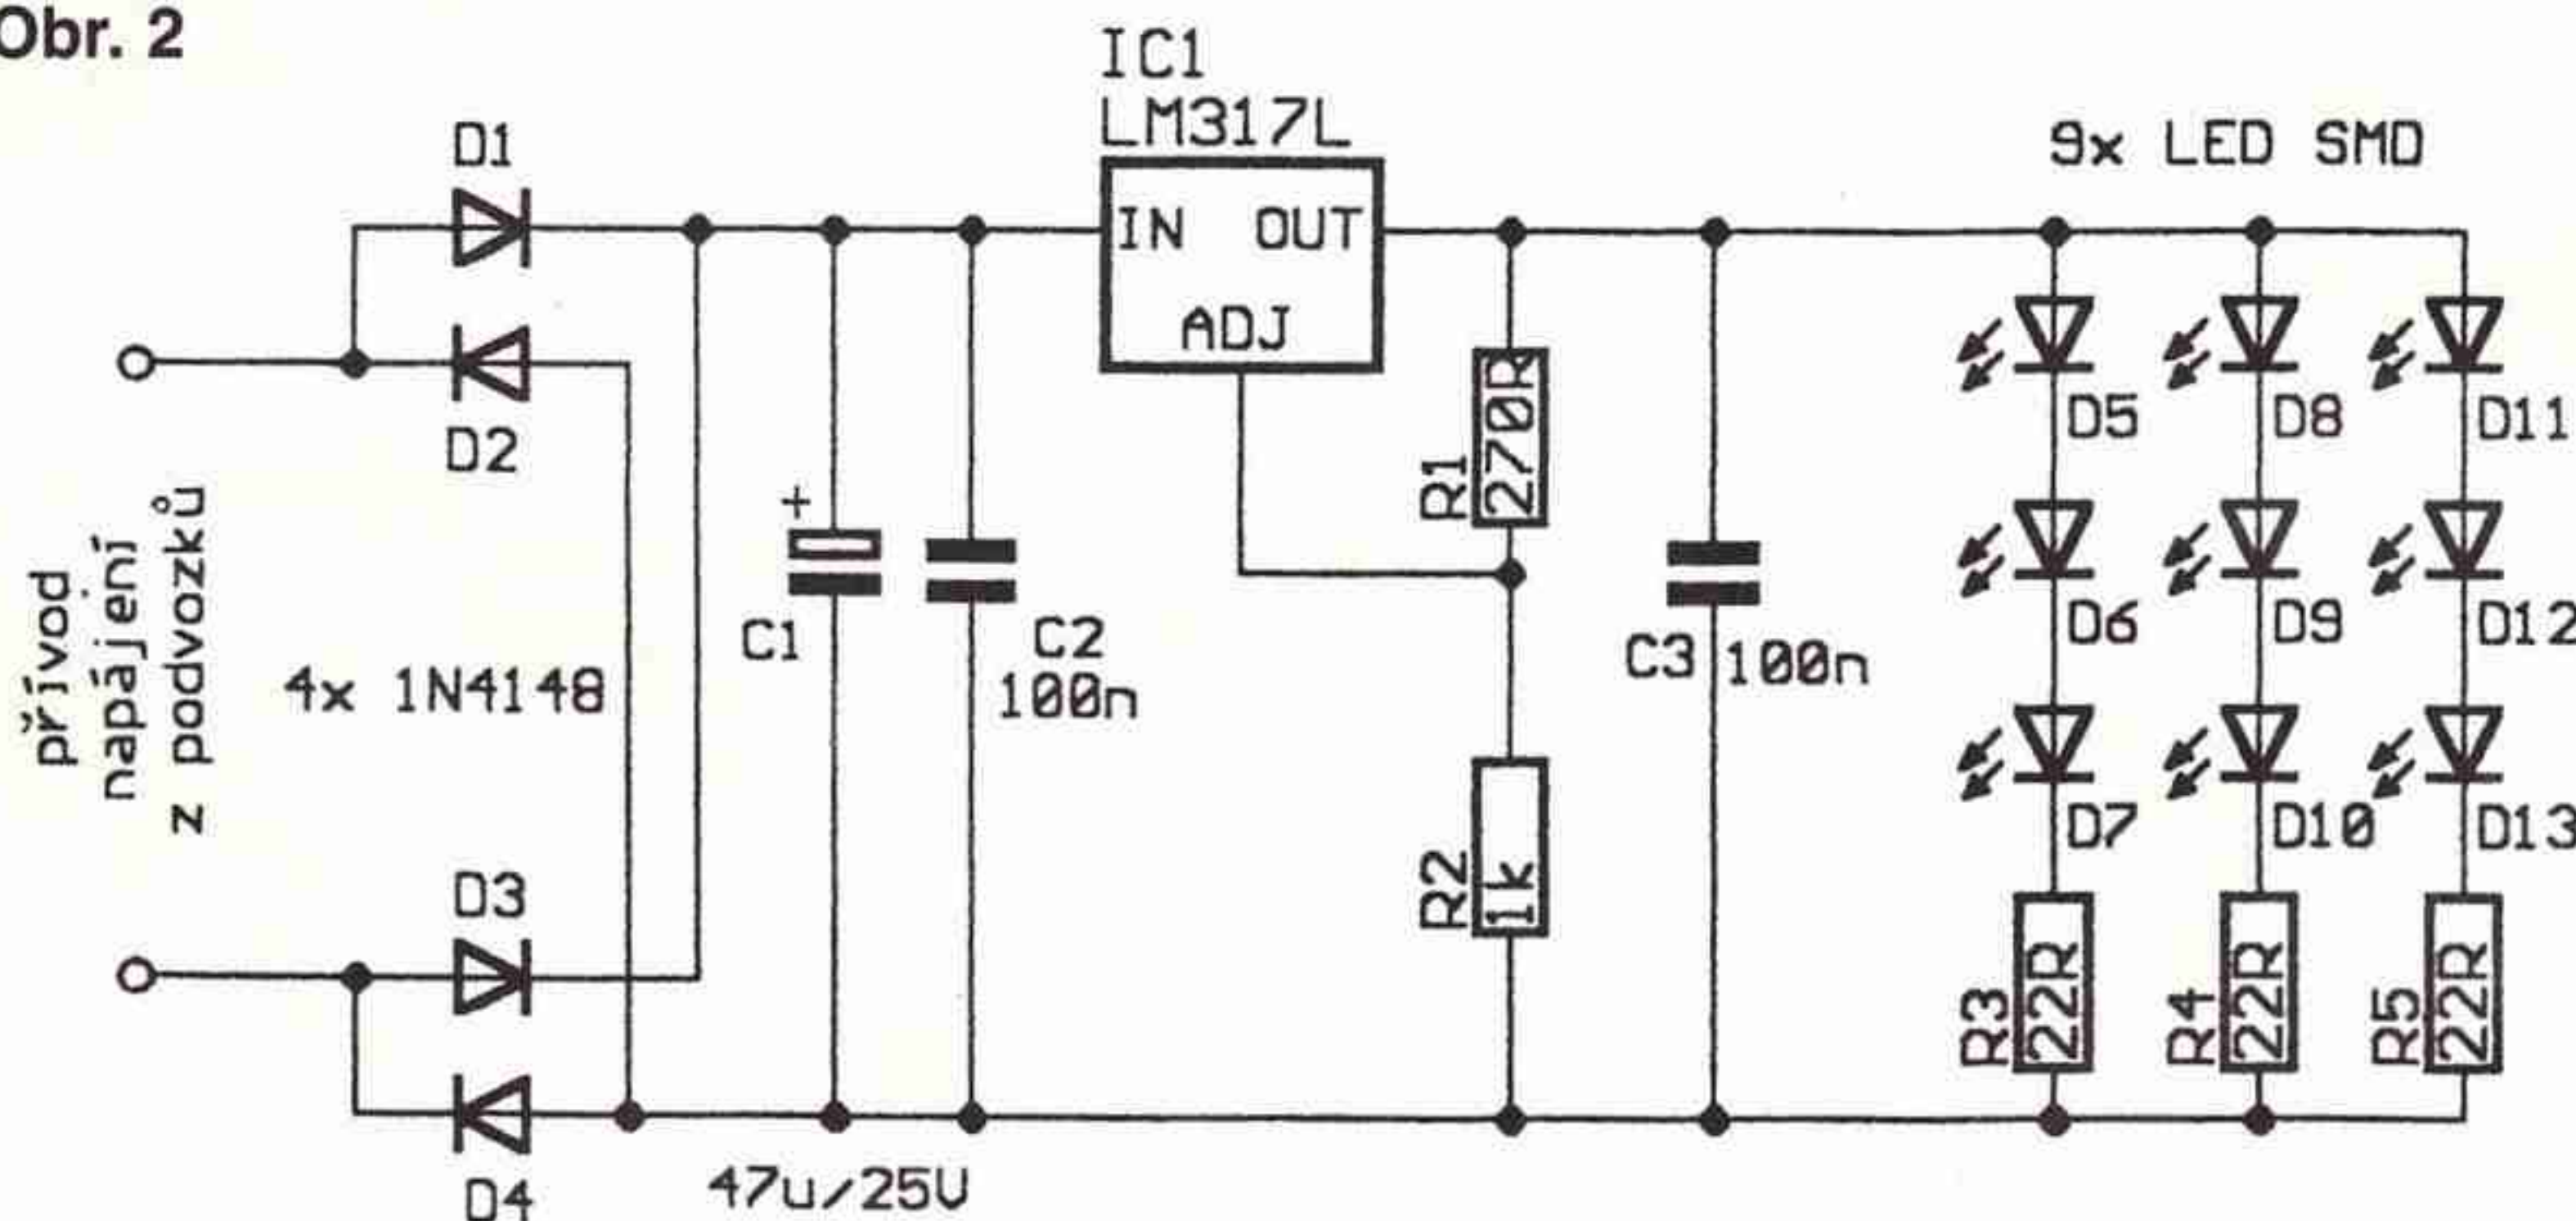 Obr. 2
IC1
LM317L
IN OUT
ADJ
D1
D2
přívod
napájení
z podvozků
4x 1N4148
D3
D4
C1
47u/25V
C2
100n
R1
270R
R2
1k
C3 100n
9x LED SMD
D5
D8
D11
D6
D9
D12
D7
D10
D13
R3
22R
R4
22R
R5
22R